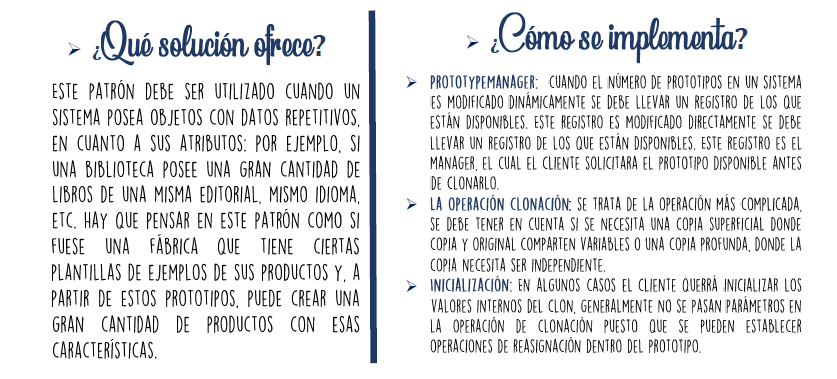 ➢ ¿Qué solución ofrece?
ESTE PATRÓN DEBE SER UTILIZADO CUANDO UN
SISTEMA POSEA OBJETOS CON DATOS REPETITIVOS,
EN CUANTO A SUS ATRIBUTOS: POR EJEMPLO, SI
UNA BIBLIOTECA POSEE UNA GRAN CANTIDAD DE
LIBROS DE UNA MISMA EDITORIAL, MISMO IDIOMA,
ETC. HAY QUE PENSAR EN ESTE PATRÓN COMO SI
FUESE UNA FÁBRICA QUE TIENE CIERTAS
PLANTILLAS DE EJEMPLOS DE SUS PRODUCTOS Y, A
PARTIR DE ESTOS PROTOTIPOS, PUEDE CREAR UNA
GRAN CANTIDAD DE PRODUCTOS CON ESAS
CARACTERÍSTICAS.
➢ ¿Cómo se implementa?
➢ PROTOTYPEMANAGER: CUANDO EL NÚMERO DE PROTOTIPOS EN UN SISTEMA
ES MODIFICADO DINÁMICAMENTE SE DEBE LLEVAR UN REGISTRO DE LOS QUE
ESTÁN DISPONIBLES. ESTE REGISTRO ES MODIFICADO DIRECTAMENTE SE DEBE
LLEVAR UN REGISTRO DE LOS QUE ESTÁN DISPONIBLES. ESTE REGISTRO ES EL
MANAGER, EL CUAL EL CLIENTE SOLICITARA EL PROTOTIPO DISPONIBLE ANTES
DE CLONARLO.
➢ LA OPERACIÓN CLONACIÓN: SE TRATA DE LA OPERACIÓN MÁS COMPLICADA,
SE DEBE TENER EN CUENTA SI SE NECESITA UNA COPIA SUPERFICIAL DONDE
COPIA Y ORIGINAL COMPARTEN VARIABLES O UNA COPIA PROFUNDA, DONDE LA
COPIA NECESITA SER INDEPENDIENTE.
➢ INICIALIZACIÓN: EN ALGUNOS CASOS EL CLIENTE QUERRÁ INICIALIZAR LOS
VALORES INTERNOS DEL CLON, GENERALMENTE NO SE PASAN PARÁMETROS EN
LA OPERACIÓN DE CLONACIÓN PUESTO QUE SE PUEDEN ESTABLECER
OPERACIONES DE REASIGNACIÓN DENTRO DEL PROTOTIPO.